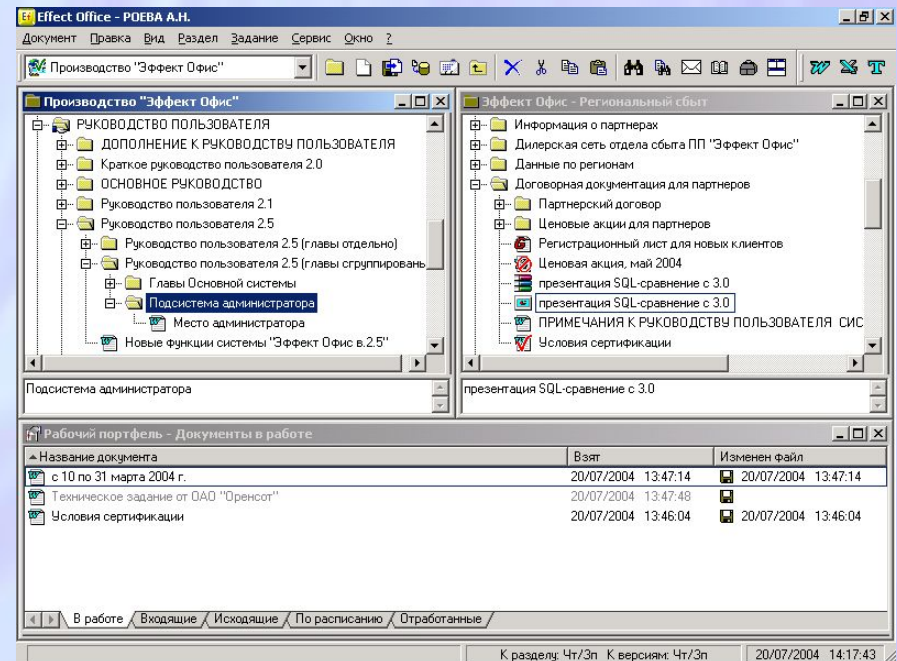 Effect Office - РОЕВА А.Н.
Документ Правка Вид Раздел Задание Сервис Окно ?
Производство "Эффект Офис"
Производство "Эффект Офис"
РУКОВОДСТВО ПОЛЬЗОВАТЕЛЯ
ДОПОЛНЕНИЕ К РУКОВОДСТВУ ПОЛЬЗОВАТЕЛЯ
Краткое руководство пользователя 2.0
ОСНОВНОЕ РУКОВОДСТВО
Руководство пользователя 2.1
Руководство пользователя 2.5
Руководство пользователя 2.5 (главы отдельно)
Руководство пользователя 2.5 (главы сгруппировань
Главы Основной системы
Подсистема администратора
Место администратора
Новые функции системы "Эффект Офис в.2.5"
Подсистема администратора
Эффект Офис - Региональный сбыт
Информация о партнерах
Дилерская сеть отдела сбыта ПП "Эффект Офис"
Данные по регионам
Договорная документация для партнеров
Партнерский договор
Ценовые акции для партнеров
Регистрационный лист для новых клиентов
Ценовая акция, май 2004
презентация SQL-сравнение с 3.0
презентация SQL-сравнение с 3.0
ПРИМЕЧАНИЯ К РУКОВОДСТВУ ПОЛЬЗОВАТЕЛЯ СИС
Условия сертификации
презентация SQL-сравнение с 3.0
Рабочий портфель - Документы в работе
Название документа Взят Изменен файл
с 10 по 31 марта 2004 г. 20/07/2004 13:47:14 20/07/2004 13:47:14
Техническое задание от ОАО "Оренсот" 20/07/2004 13:47:48
Условия сертификации 20/07/2004 13:46:04 20/07/2004 13:46:04
В работе Входящие Исходящие По расписанию Отработанные
К разделу: Чт/Зп К версиям: Чт/Зп 20/07/2004 14:17:43